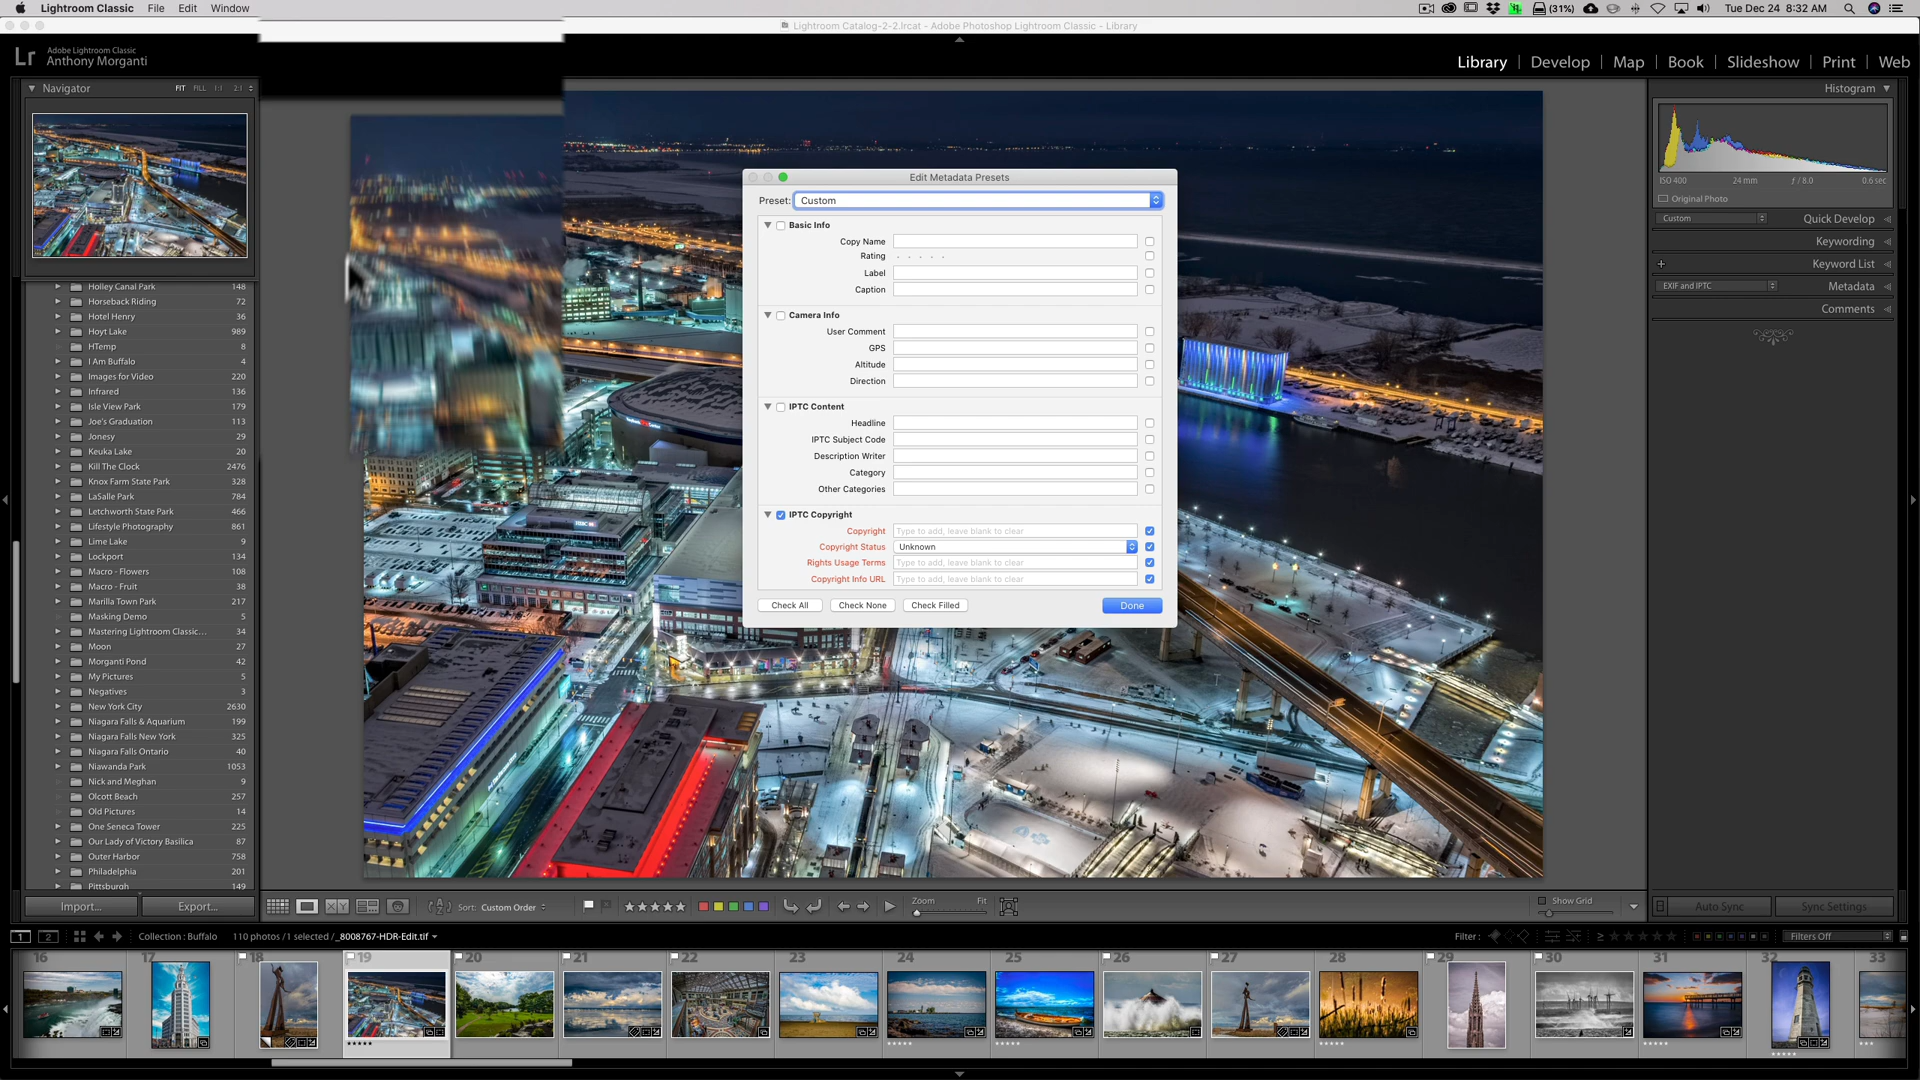 Lightroom Classic File Edit Window
(31%) Tue Dec 24 8:32 AM
Lightroom Catalog-2-2.lrcat - Adobe Photoshop Lightroom Classic - Library
Lr Adobe Lightroom Classic
Anthony Morganti
Library | Develop | Map | Book | Slideshow | Print | Web
Navigator FIT FILL 1:1 2:1
Histogram
ISO 400 24 mm ƒ / 8.0 0.6 sec
Original Photo
Custom Quick Develop
Keywording
Keyword List
EXIF and IPTC Metadata
Comments
Holley Canal Park 148
Horseback Riding 72
Hotel Henry 36
Hoyt Lake 989
HTemp 8
I Am Buffalo 4
Images for Video 220
Infrared 136
Isle View Park 179
Joe's Graduation 113
Jonesy 29
Keuka Lake 20
Kill The Clock 2476
Knox Farm State Park 328
LaSalle Park 784
Letchworth State Park 466
Lifestyle Photography 861
Lime Lake 9
Lockport 134
Macro - Flowers 108
Macro - Fruit 38
Marilla Town Park 217
Masking Demo 5
Mastering Lightroom Classic... 34
Moon 27
Morganti Pond 42
My Pictures 5
Negatives 3
New York City 2630
Niagara Falls & Aquarium 199
Niagara Falls New York 325
Niagara Falls Ontario 40
Niawanda Park 1053
Nick and Meghan 9
Olcott Beach 257
Old Pictures 14
One Seneca Tower 225
Our Lady of Victory Basilica 87
Outer Harbor 758
Philadelphia 201
Pittsburgh 149
Edit Metadata Presets
Preset: Custom
Basic Info
Copy Name
Rating
Label
Caption
Camera Info
User Comment
GPS
Altitude
Direction
IPTC Content
Headline
IPTC Subject Code
Description Writer
Category
Other Categories
IPTC Copyright
Copyright Type to add, leave blank to clear
Copyright Status Unknown
Rights Usage Terms Type to add, leave blank to clear
Copyright Info URL Type to add, leave blank to clear
Check All Check None Check Filled Done
Import... Export...
XY Sort: Custom Order Zoom Fit Show Grid
Auto Sync Sync Settings
1 2 Collection : Buffalo 110 photos / 1 selected / _8008767-HDR-Edit.tif
Filter : Filters Off
16 17 18 19 20 21 22 23 24 25 26 27 28 29 30 31 32 33